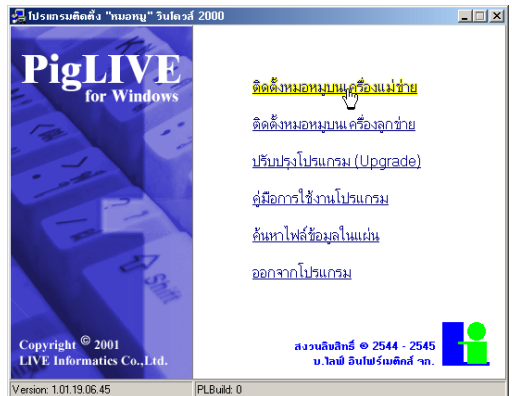 โปรแกรมติดตั้ง "หมอหมู" วินโดวส์ 2000
PigLIVE
for Windows
ติดตั้งหมอหมูบนเครื่องแม่ข่าย
ติดตั้งหมอหมูบนเครื่องลูกข่าย
ปรับปรุงโปรแกรม (Upgrade)
คู่มือการใช้งานโปรแกรม
ค้นหาไฟล์ข้อมูลในแผ่น
ออกจากโปรแกรม
Shift
Copyright © 2001
LIVE Informatics Co.,Ltd.
สงวนลิขสิทธิ์ © 2544 - 2545
บ.ไลฟ์ อินโฟร์เมติกส์ จก.
Version: 1.01.19.06.45
PLBuild: 0